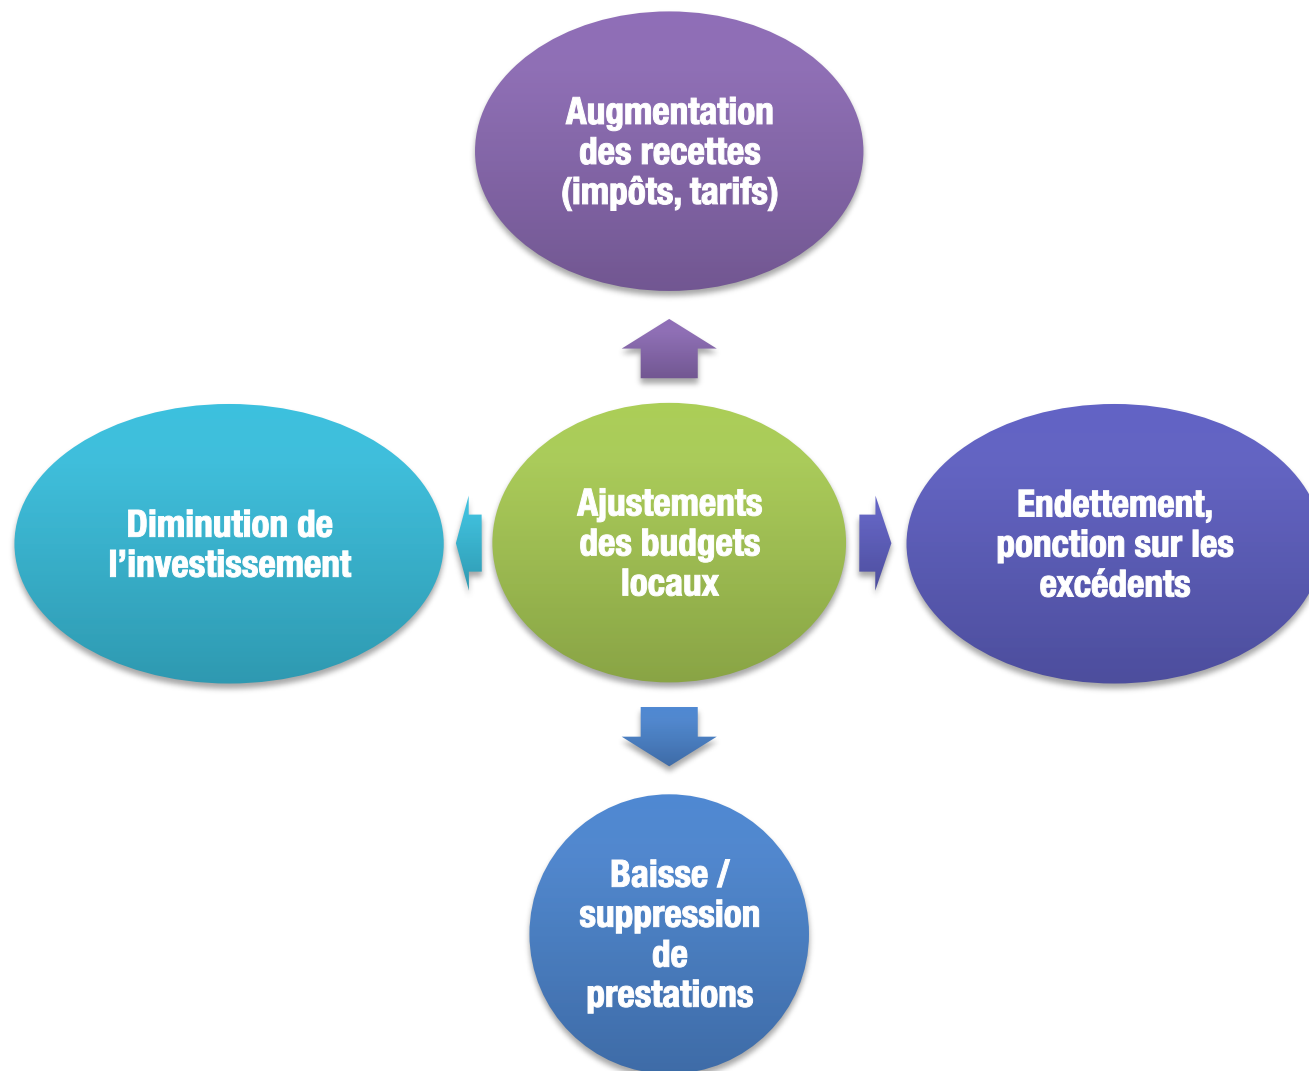 Augmentation
des recettes
(impôts, tarifs)
Diminution de
l’investissement
Ajustements
des budgets
locaux
Endettement,
ponction sur les
excédents
Baisse /
suppression
de
prestations